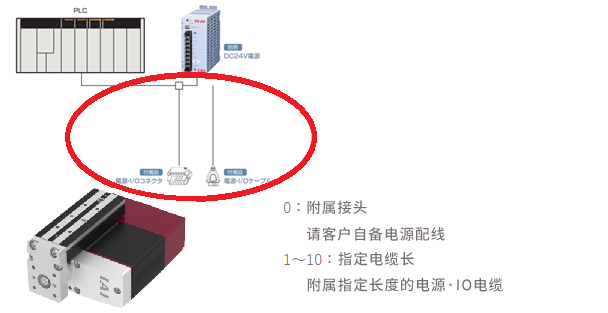 PLC
PS-24
別売
DC24V電源
付属品
電源・I/Oコネクタ
付属品
電源・I/Oケーブル
IAI
0：附属接头
请客户自备电源配线
1～10：指定电缆长
附属指定长度的电源·IO电缆